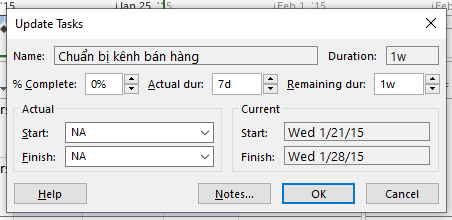 '15 Jan 25, '15 Feb 1, '15
Update Tasks
Name: Chuẩn bị kênh bán hàng Duration: 1w
% Complete: 0% Actual dur: 7d Remaining dur: 1w
Actual Current
Start: NA Start: Wed 1/21/15
Finish: NA Finish: Wed 1/28/15
Help Notes... OK Cancel